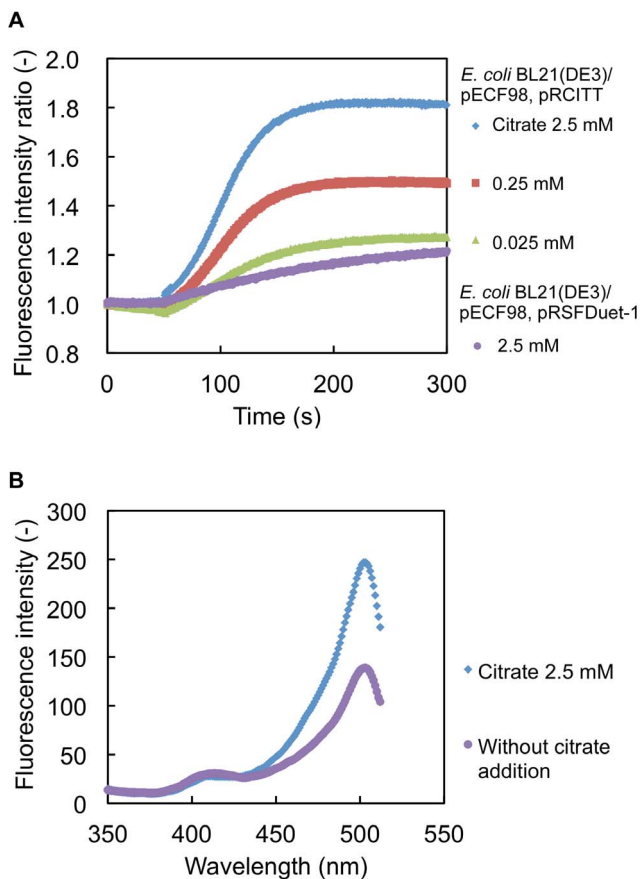 A
Fluorescence intensity ratio (-)
2.0
1.8
1.6
1.4
1.2
1.0
0.8
0
100
200
300
Time (s)
E. coli BL21(DE3)/
pECF98, pRCITT
Citrate 2.5 mM
0.25 mM
0.025 mM
E. coli BL21(DE3)/
pECF98, pRSFDuet-1
2.5 mM
B
Fluorescence intensity (-)
300
250
200
150
100
50
0
350
400
450
500
550
Wavelength (nm)
Citrate 2.5 mM
Without citrate
addition